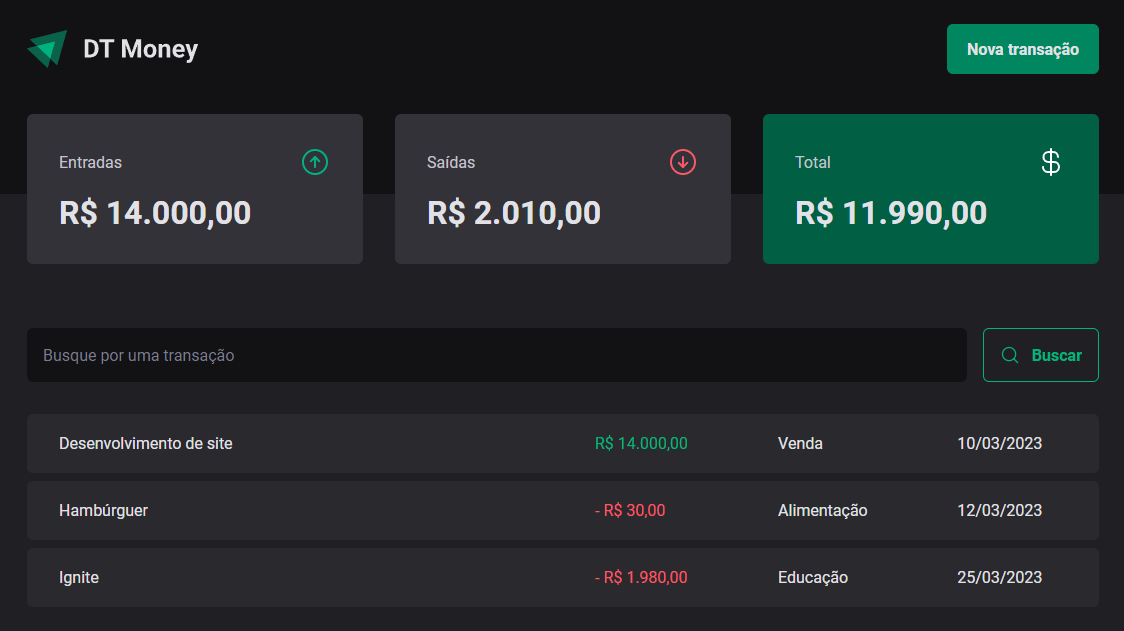 DT Money
Nova transação
Entradas
R$ 14.000,00
Saídas
R$ 2.010,00
Total
$
R$ 11.990,00
Busque por uma transação
Buscar
Desenvolvimento de site R$ 14.000,00 Venda 10/03/2023
Hambúrguer - R$ 30,00 Alimentação 12/03/2023
Ignite - R$ 1.980,00 Educação 25/03/2023